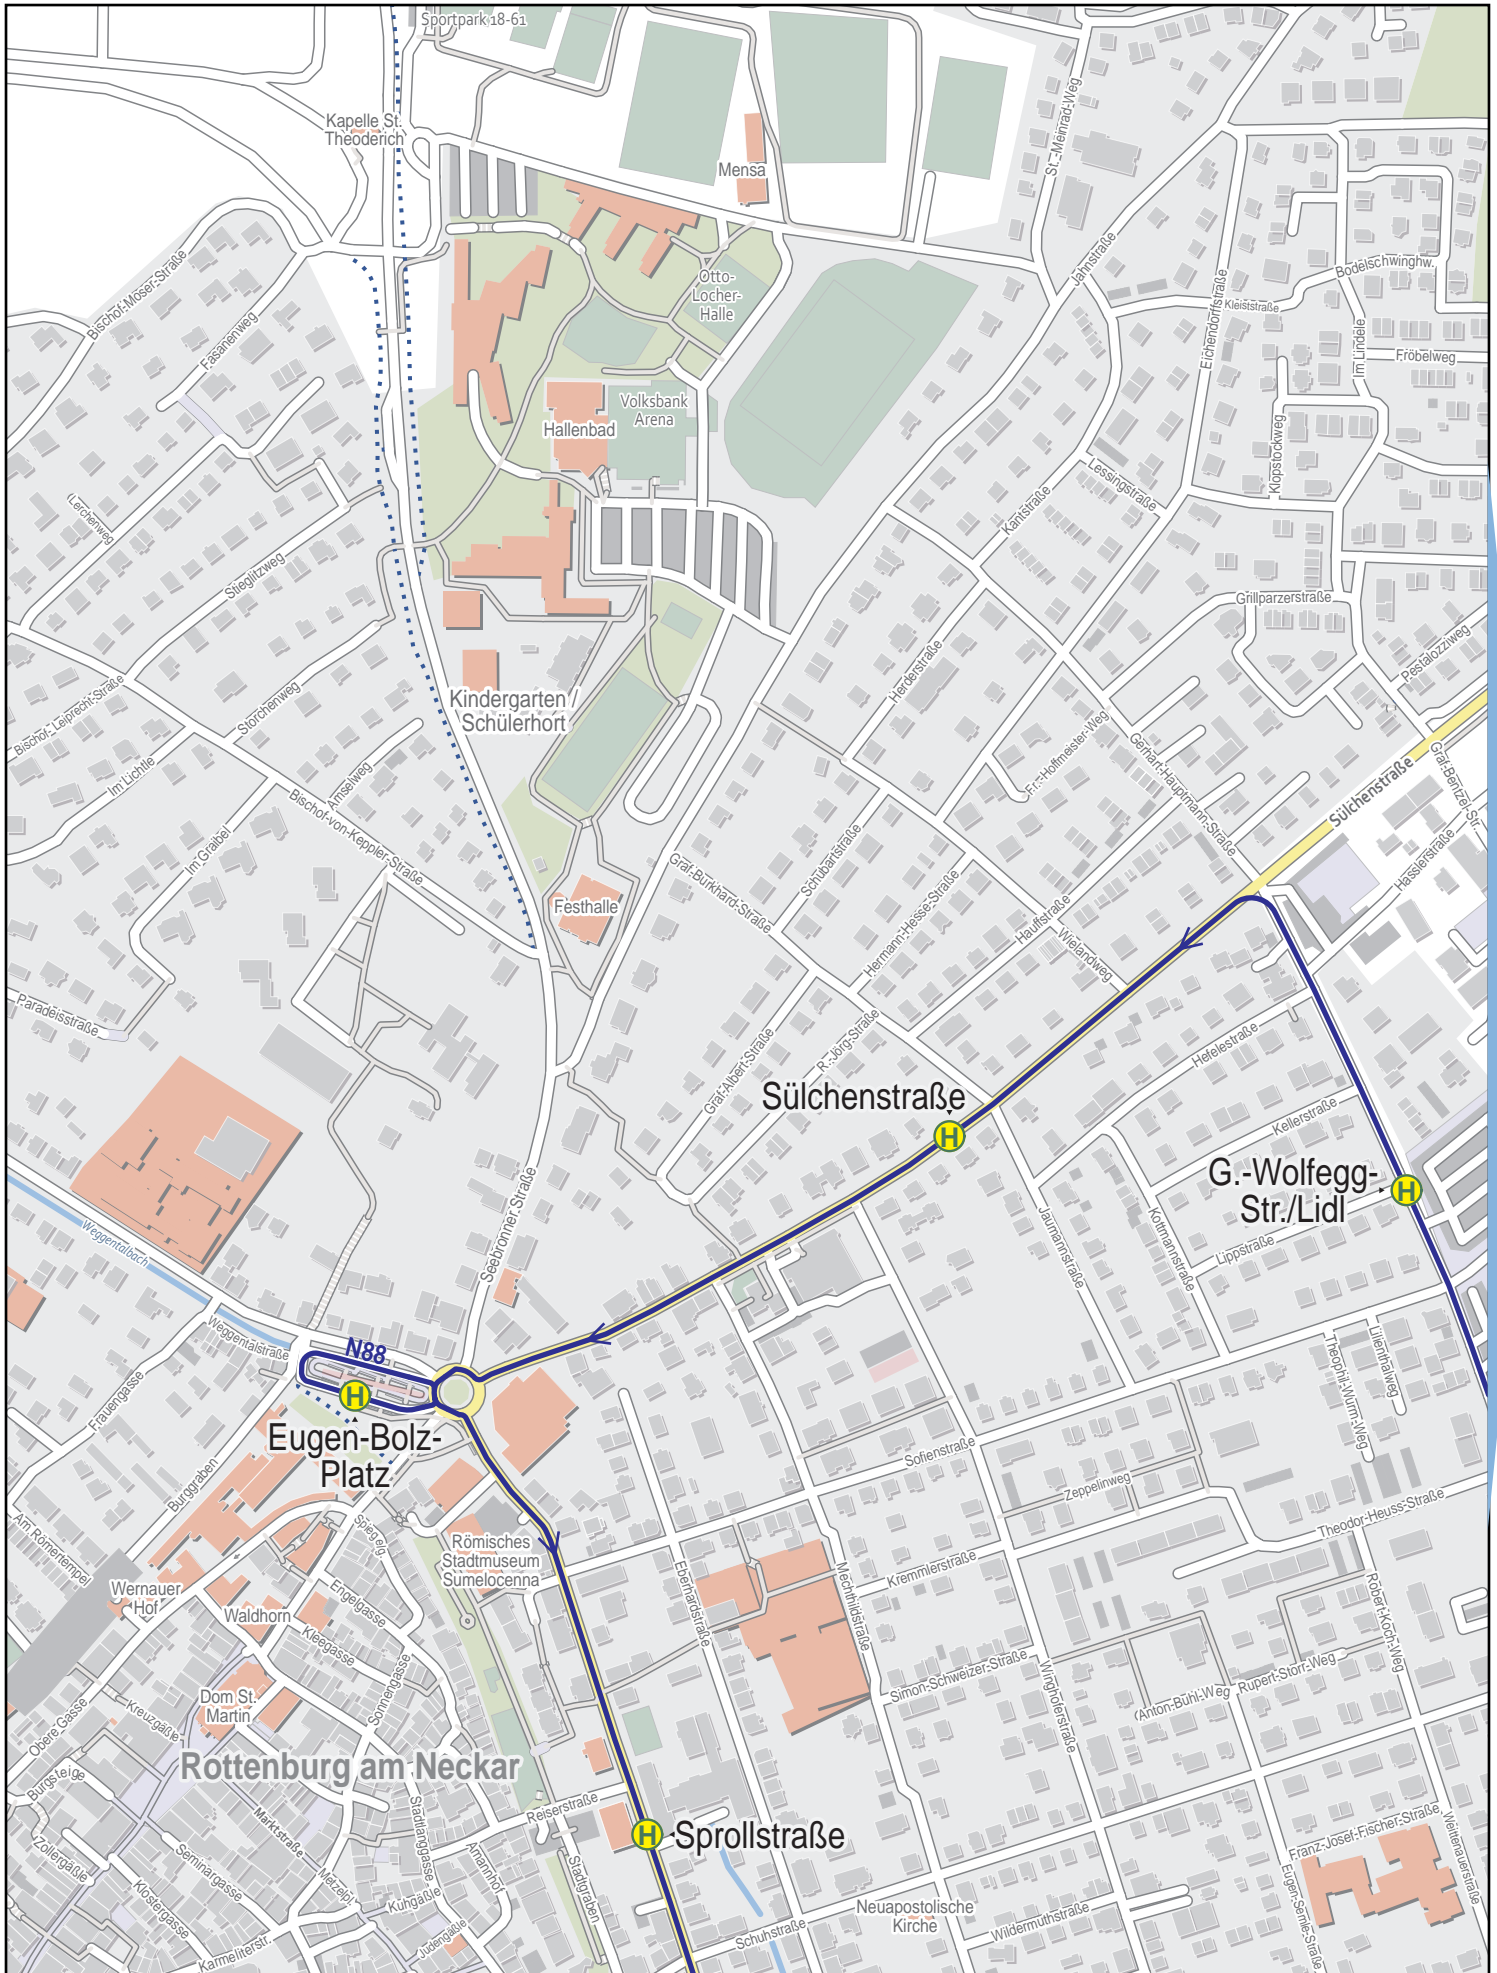 Sportpark 18-61
Kapelle St.
Theoderich
Mensa
St.-Meinrad-Weg
Jahnstraße
Bischof-Moser-Straße
Fasanenweg
Otto-
Locher-
Halle
Eichendorffstraße
Bodelschwinghw.
Kleiststraße
Im Lindele
Fröbelweg
Volksbank
Arena
Hallenbad
Klopstockweg
Lessingstraße
Kantstraße
Lerchenweg
Stieglitzweg
Grillparzerstraße
Pestalozziweg
Herderstraße
Bischof-Leiprecht-Straße
Storchenweg
Kindergarten /
Schülerhort
Fr.-Hoffmeister-Weg
Gerhart-Hauptmann-Straße
Graf-Bentzel-Str.
Sülchenstraße
Im Lichtle
Amselweg
Bischof-von-Keppler-Straße
Im Graibel
Schubartstraße
Graf-Burkhard-Straße
Hermann-Hesse-Straße
Hasslerstraße
Hauffstraße
Wielandweg
Festhalle
Paradeisstraße
R.-Jörg-Straße
Graf-Albert-Straße
Hefelestraße
Sülchenstraße
H
Kellerstraße
G.-Wolfegg-
Str./Lidl
H
Seebronner Straße
Jaumannstraße
Kottmannstraße
Lippstraße
Weggentalbach
Weggentalstraße
N88
H
Eugen-Bolz-
Platz
Frauengasse
Lilienthalweg
Theophil-Wurm-Weg
Burggraben
Sofienstraße
Zeppelinweg
Theodor-Heuss-Straße
Am Römertempel
Spiegelg.
Römisches
Stadtmuseum
Sumelocenna
Wernauer
Hof
Engelgasse
Waldhorn
Kleegasse
Eberhardstraße
Mechthildstraße
Kremmlerstraße
Robert-Koch-Weg
Sonnengasse
Simon-Schweizer-Straße
Winghoferstraße
Rupert-Storr-Weg
Anton-Bühl-Weg
Dom St.
Martin
Kreuzgäßle
Obere Gasse
Rottenburg am Neckar
Burgsteige
Reiserstraße
Marktstraße
Stadtlanggasse
H
Sprollstraße
Franz-Josef-Fischer-Straße
Weittenauerstraße
Zollergäßle
Seminargasse
Metzelpl.
Amannhof
Stadtgraben
Klostergasse
Kuhgäßle
Judengäßle
Karmeliterstr.
Schuhstraße
Neuapostolische
Kirche
Wildermuthstraße
Eugen-Semle-Straße